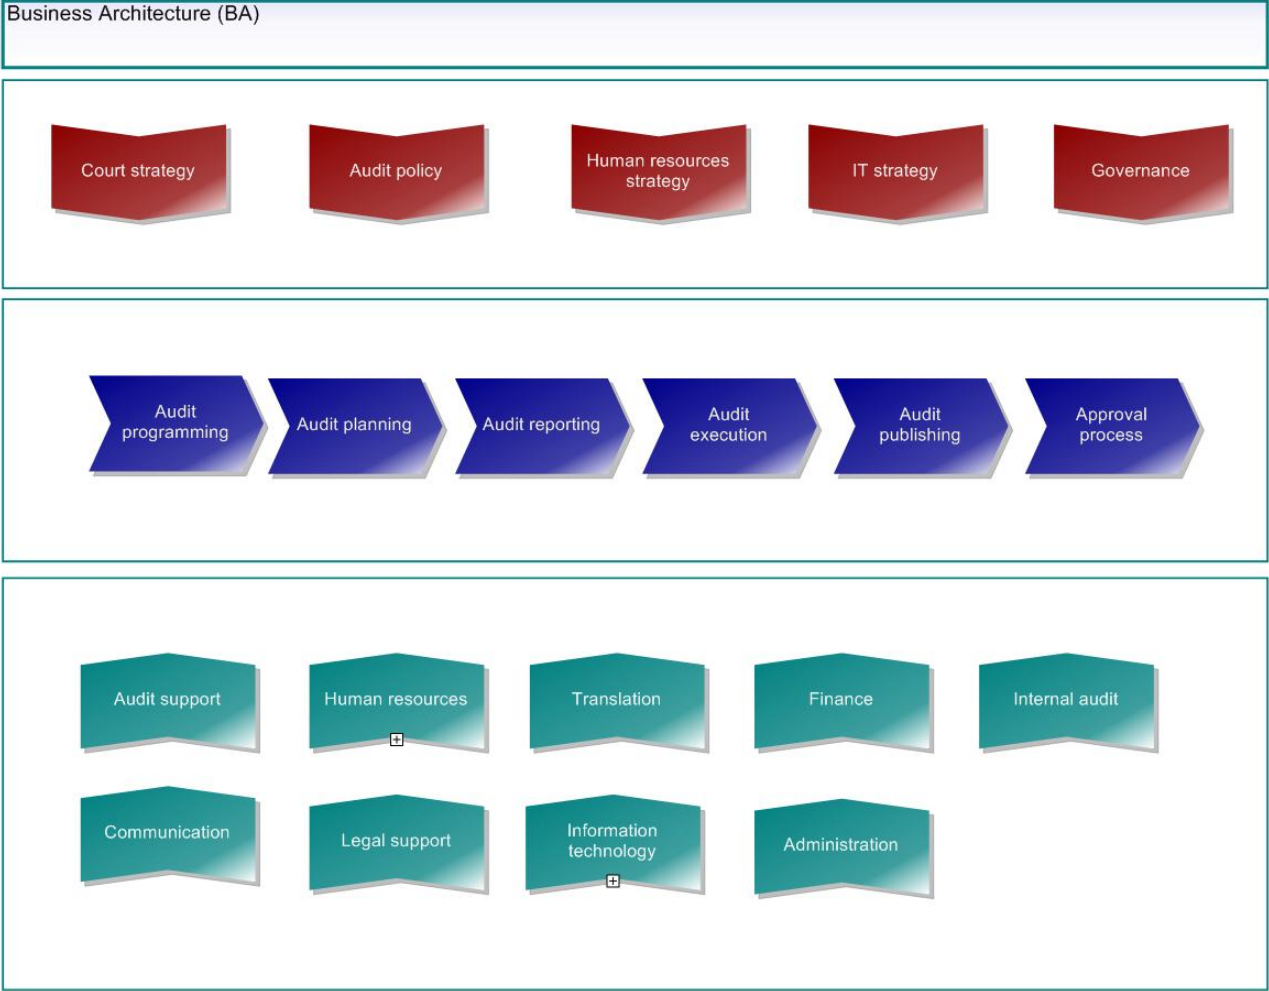 Business Architecture (BA)
Court strategy
Audit policy
Human resources
strategy
IT strategy
Governance
Audit
programming
Audit planning
Audit reporting
Audit
execution
Audit
publishing
Approval
process
Audit support
Human resources
Translation
Finance
Internal audit
Communication
Legal support
Information
technology
Administration